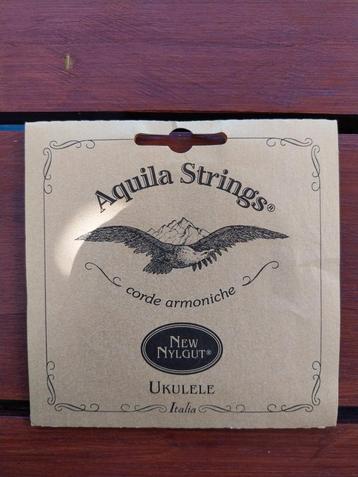 Aquila Strings®
corde armoniche
NEW
NYLGUT®
UKULELE
Italia